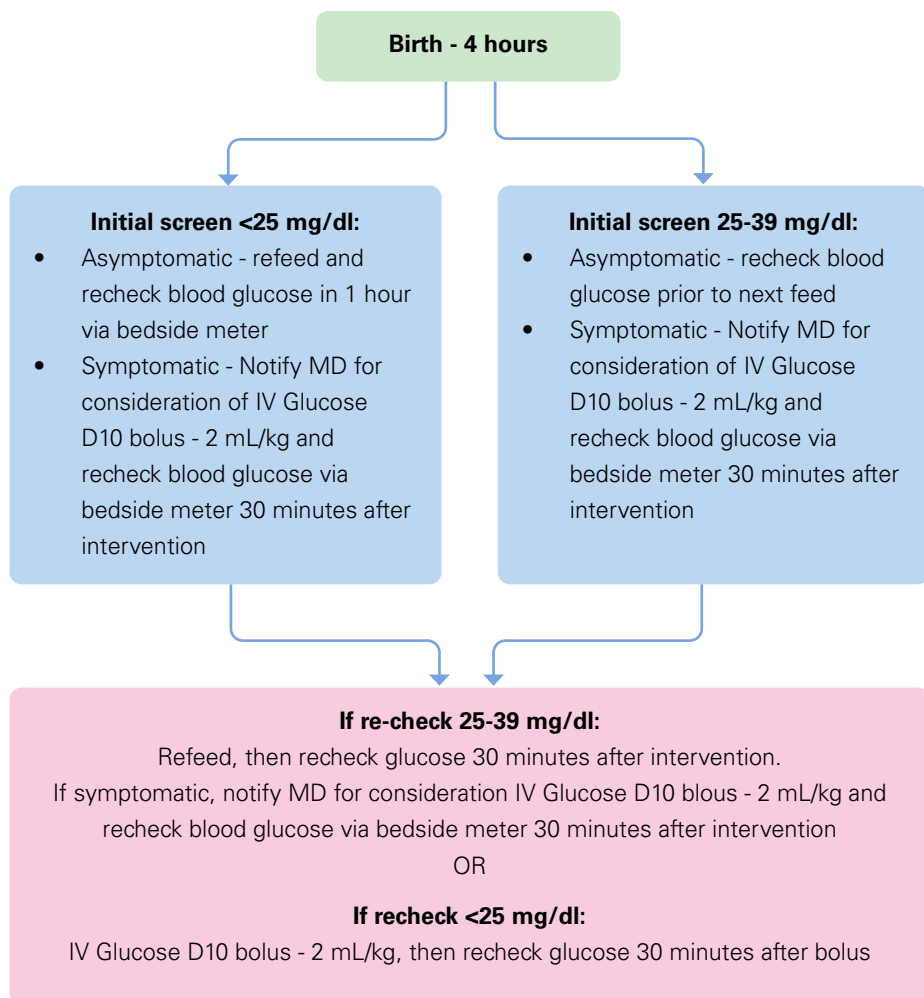 Birth - 4 hours
Initial screen <25 mg/dl:
• Asymptomatic - refeed and
recheck blood glucose in 1 hour
via bedside meter
• Symptomatic - Notify MD for
consideration of IV Glucose
D10 bolus - 2 mL/kg and
recheck blood glucose via
bedside meter 30 minutes after
intervention
Initial screen 25-39 mg/dl:
• Asymptomatic - recheck blood
glucose prior to next feed
• Symptomatic - Notify MD for
consideration of IV Glucose
D10 bolus - 2 mL/kg and
recheck blood glucose via
bedside meter 30 minutes after
intervention
If re-check 25-39 mg/dl:
Refeed, then recheck glucose 30 minutes after intervention.
If symptomatic, notify MD for consideration IV Glucose D10 blous - 2 mL/kg and
recheck blood glucose via bedside meter 30 minutes after intervention
OR
If recheck <25 mg/dl:
IV Glucose D10 bolus - 2 mL/kg, then recheck glucose 30 minutes after bolus